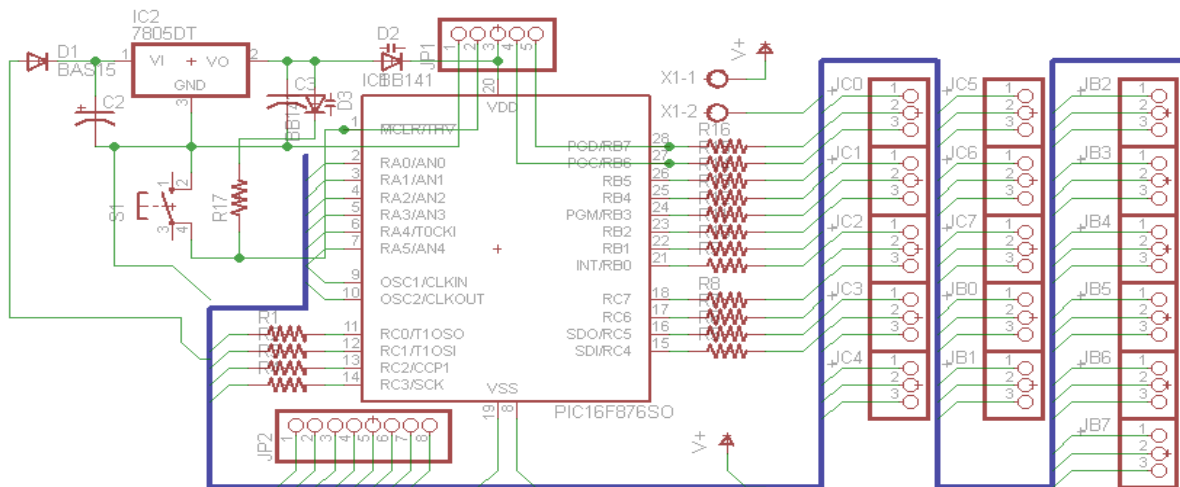 IC2
7805DT
D1
BAS15
1
VI
VO
2
GND
3
C2
C3
D2
BB141
D3
JP1
1
2
3
4
5
20
VDD
V+
X1-1
X1-2
S1
1
2
3
4
R17
1
MCLR/THV
2
RA0/AN0
3
RA1/AN1
4
RA2/AN2
5
RA3/AN3
6
RA4/T0CKI
7
RA5/AN4
9
OSC1/CLKIN
10
OSC2/CLKOUT
R1
11
RC0/T1OSO
12
RC1/T1OSI
13
RC2/CCP1
14
RC3/SCK
PGD/RB7
28
R16
PGC/RB6
27
RB5
26
RB4
25
PGM/RB3
24
RB2
23
RB1
22
INT/RB0
21
RC7
18
R8
RC6
17
SDO/RC5
16
SDI/RC4
15
VSS
19
8
PIC16F876SO
JP2
1
2
3
4
5
6
7
8
V+
JC0
1
2
3
JC1
1
2
3
JC2
1
2
3
JC3
1
2
3
JC4
1
2
3
JC5
1
2
3
JC6
1
2
3
JC7
1
2
3
JB0
1
2
3
JB1
1
2
3
JB2
1
2
3
JB3
1
2
3
JB4
1
2
3
JB5
1
2
3
JB6
1
2
3
JB7
1
2
3